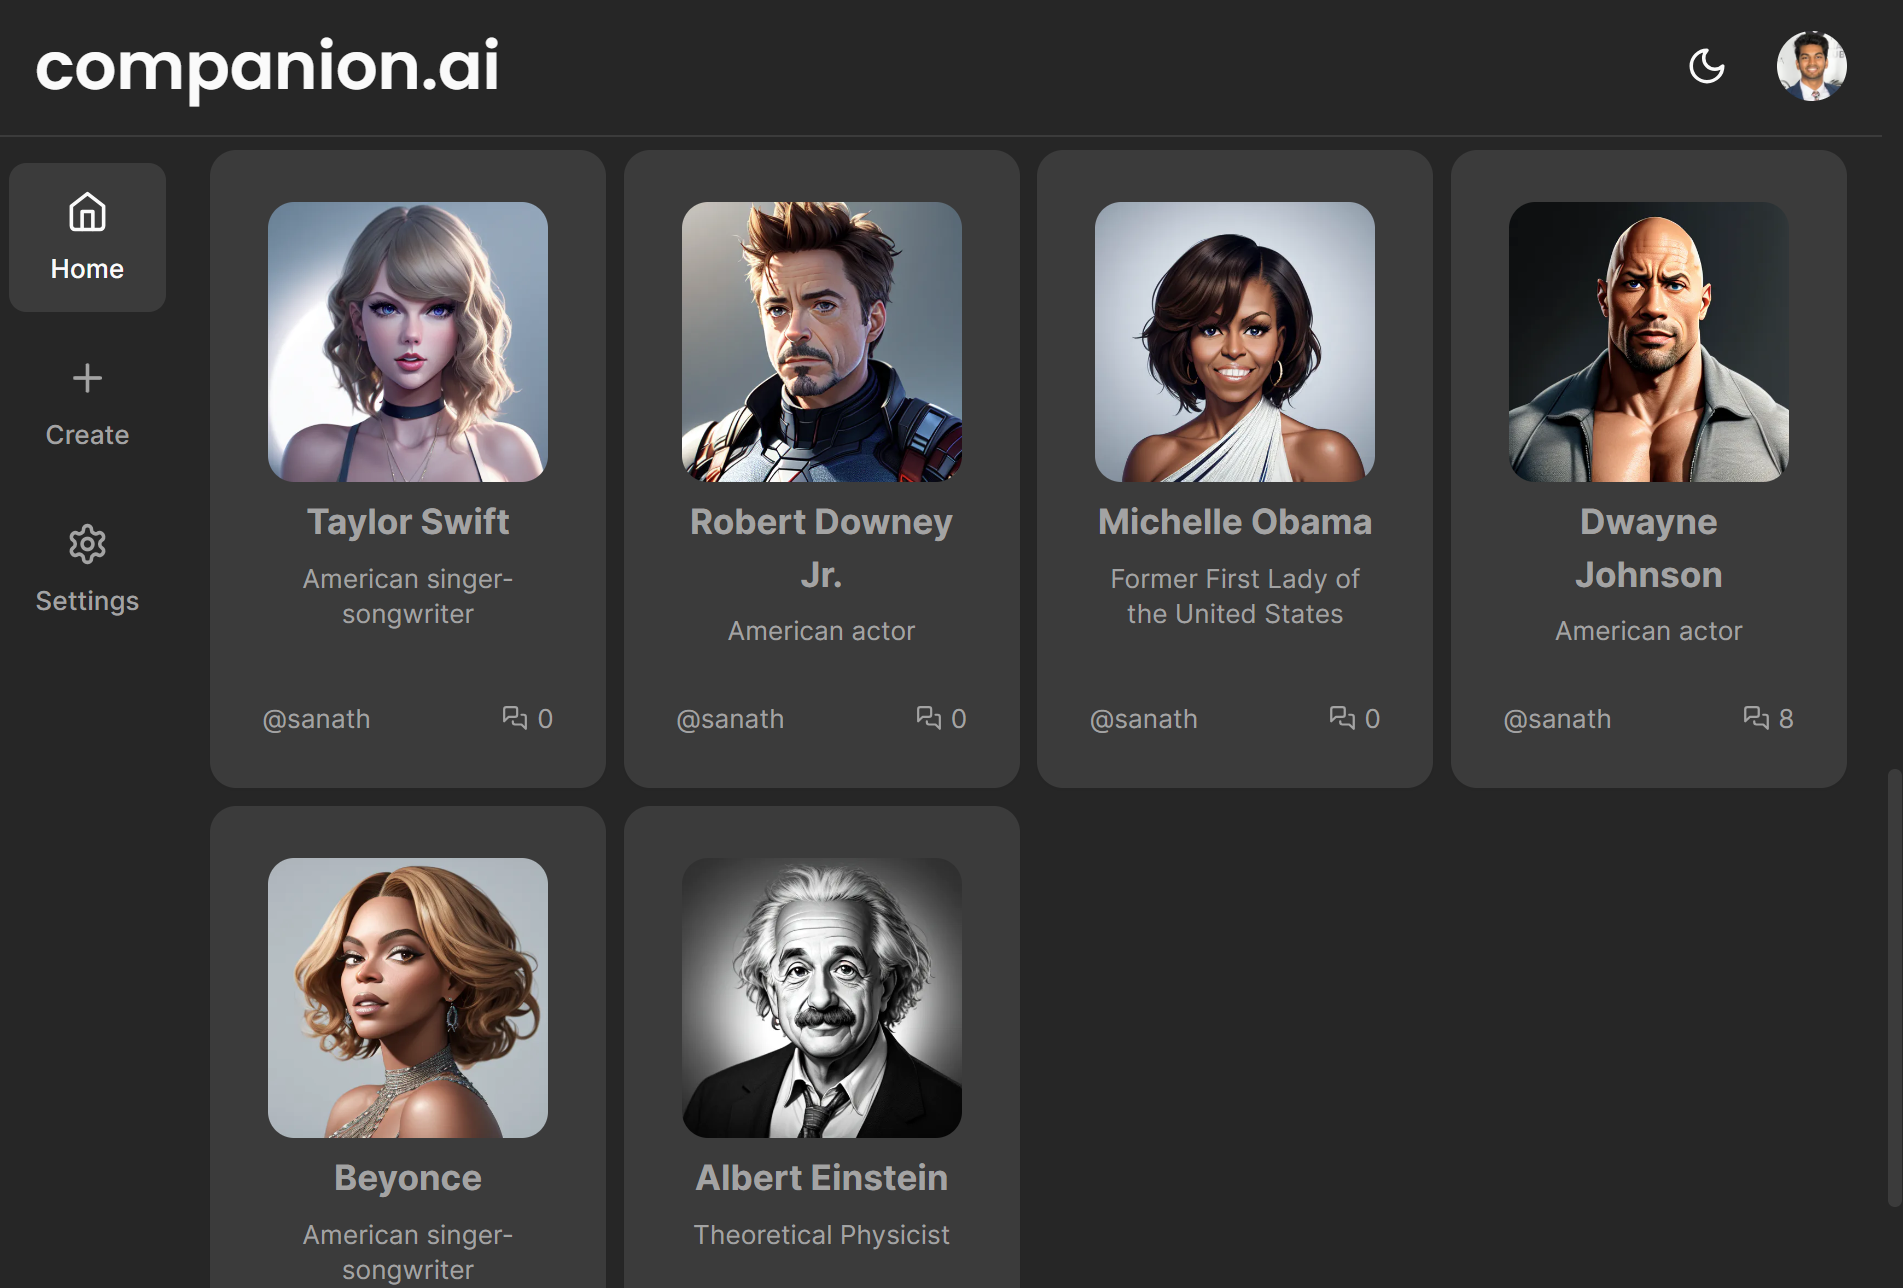 companion.ai
Home
Create
Settings
Taylor Swift
American singer-
songwriter
@sanath 0
Robert Downey
Jr.
American actor
@sanath 0
Michelle Obama
Former First Lady of
the United States
@sanath 0
Dwayne
Johnson
American actor
@sanath 8
Beyonce
American singer-
songwriter
Albert Einstein
Theoretical Physicist